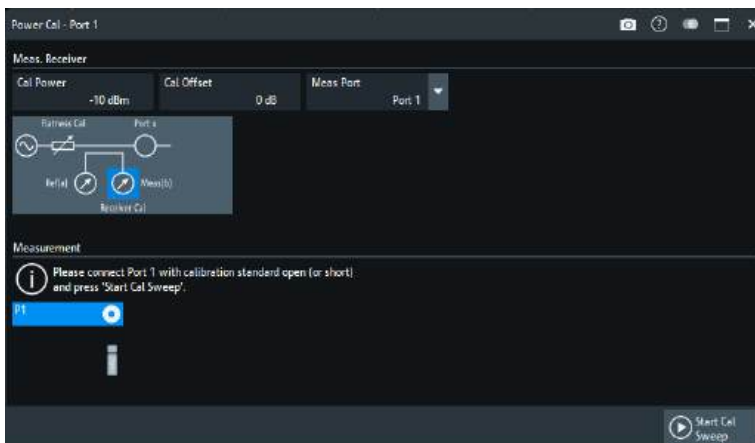 Power Cal - Port 1
Meas. Receiver
Cal Power
-10 dBm
Cal Offset
0 dB
Meas Port
Port 1
Flatness Cal
Port x
Ref(a)
Meas(b)
Receiver Cal
Measurement
Please connect Port 1 with calibration standard open (or short)
and press 'Start Cal Sweep'.
P1
Start Cal
Sweep